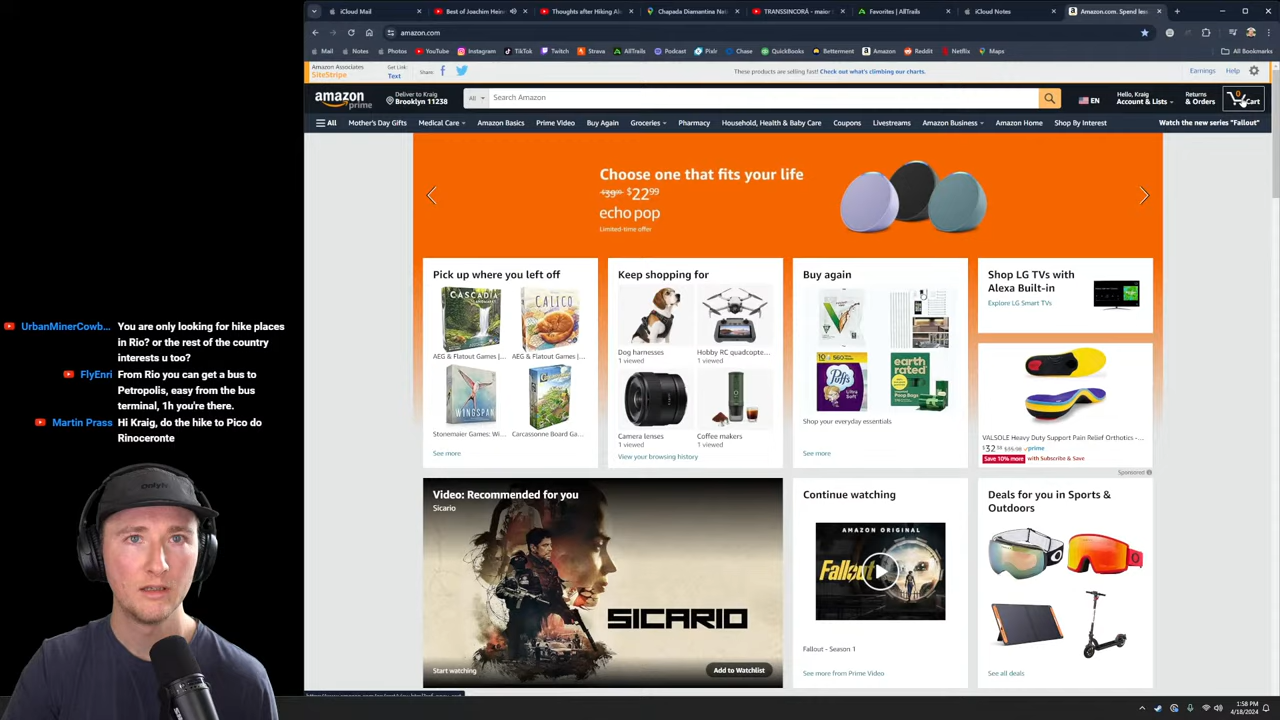 iCloud Mail
Best of Joachim Heinr
Thoughts after Hiking Al
Chapada Diamantina Nat
TRANSSINCORÁ - maior
Favorites | AllTrails
iCloud Notes
Amazon.com. Spend less
amazon.com
Mail
Notes
Photos
YouTube
Instagram
TikTok
Twitch
Strava
AllTrails
Podcast
Pixlr
Chase
QuickBooks
Betterment
Amazon
Reddit
Netflix
Maps
All Bookmarks
Amazon Associates
SiteStripe
Get Link:
Text
Share:
These products are selling fast! Check out what's climbing our charts.
Earnings
Help
amazon
prime
Deliver to Kraig
Brooklyn 11238
All
Search Amazon
EN
Hello, Kraig
Account & Lists
Returns
& Orders
0
Cart
All
Mother's Day Gifts
Medical Care
Amazon Basics
Prime Video
Buy Again
Groceries
Pharmacy
Household, Health & Baby Care
Coupons
Livestreams
Amazon Business
Amazon Home
Shop By Interest
Watch the new series "Fallout"
Choose one that fits your life
$22.99
echo pop
Limited-time offer
Pick up where you left off
CASCADIA
CALICO
AEG & Flatout Games |...
AEG & Flatout Games |...
WINGSPAN
Stonemaier Games: Wi...
Carcassonne Board Ga...
See more
Keep shopping for
Dog harnesses
1 viewed
Hobby RC quadcopte...
1 viewed
Camera lenses
1 viewed
Coffee makers
1 viewed
View your browsing history
Buy again
10
560
Puffs
earth
rated
Shop your everyday essentials
See more
Shop LG TVs with
Alexa Built-in
Explore LG Smart TVs
VALSOLE Heavy Duty Support Pain Relief Orthotics -...
prime
Save 10% more with Subscribe & Save
Sponsored
Video: Recommended for you
Sicario
SICARIO
Start watching
Add to Watchlist
Continue watching
AMAZON ORIGINAL
Fallout
Fallout - Season 1
See more from Prime Video
Deals for you in Sports &
Outdoors
See all deals
UrbanMinerCowb...
You are only looking for hike places
in Rio? or the rest of the country
interests u too?
FlyEnri
From Rio you can get a bus to
Petropolis, easy from the bus
terminal, 1h you're there.
Martin Prass
Hi Kraig, do the hike to Pico do
Rinoceronte
1:58 PM
4/18/2024